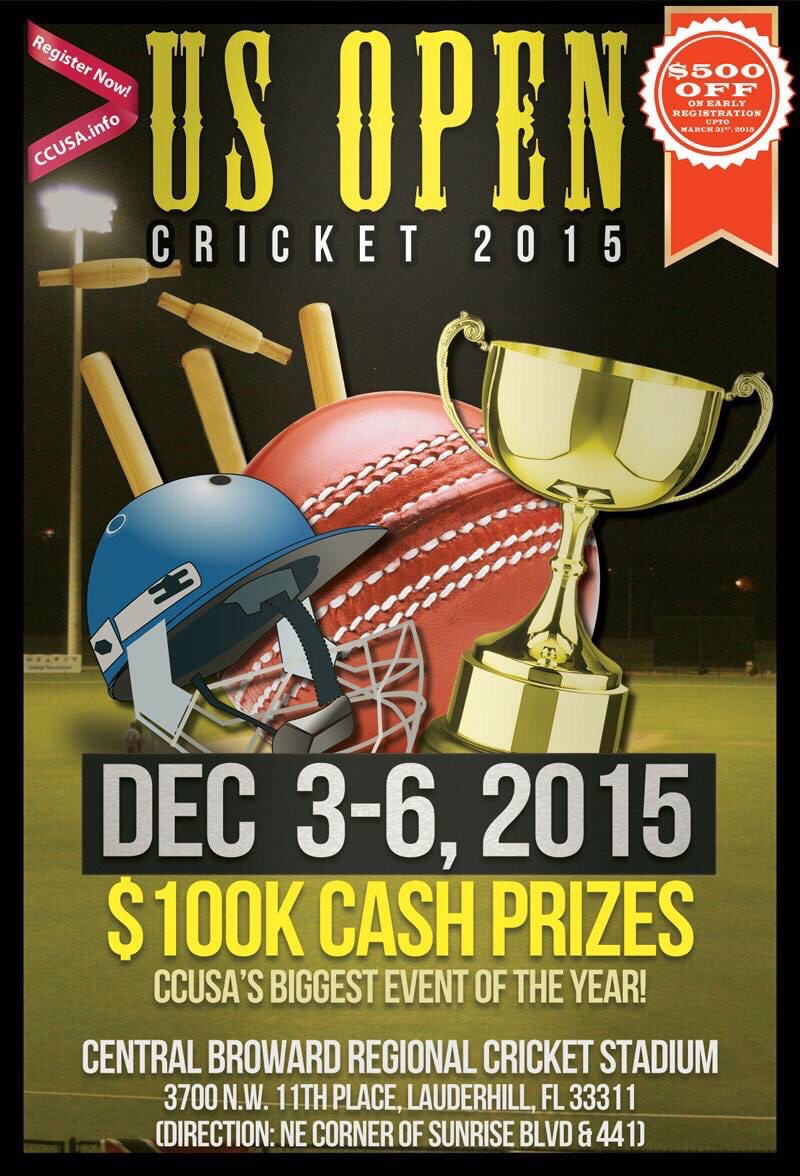 Register Now!
CCUSA.info
US OPEN
CRICKET 2015
$500
OFF
ON EARLY
REGISTRATION
UPTO
MARCH 31ST, 2015
DEC 3-6, 2015
$100K CASH PRIZES
CCUSA'S BIGGEST EVENT OF THE YEAR!
CENTRAL BROWARD REGIONAL CRICKET STADIUM
3700 N.W. 11TH PLACE, LAUDERHILL, FL 33311
(DIRECTION: NE CORNER OF SUNRISE BLVD & 441)